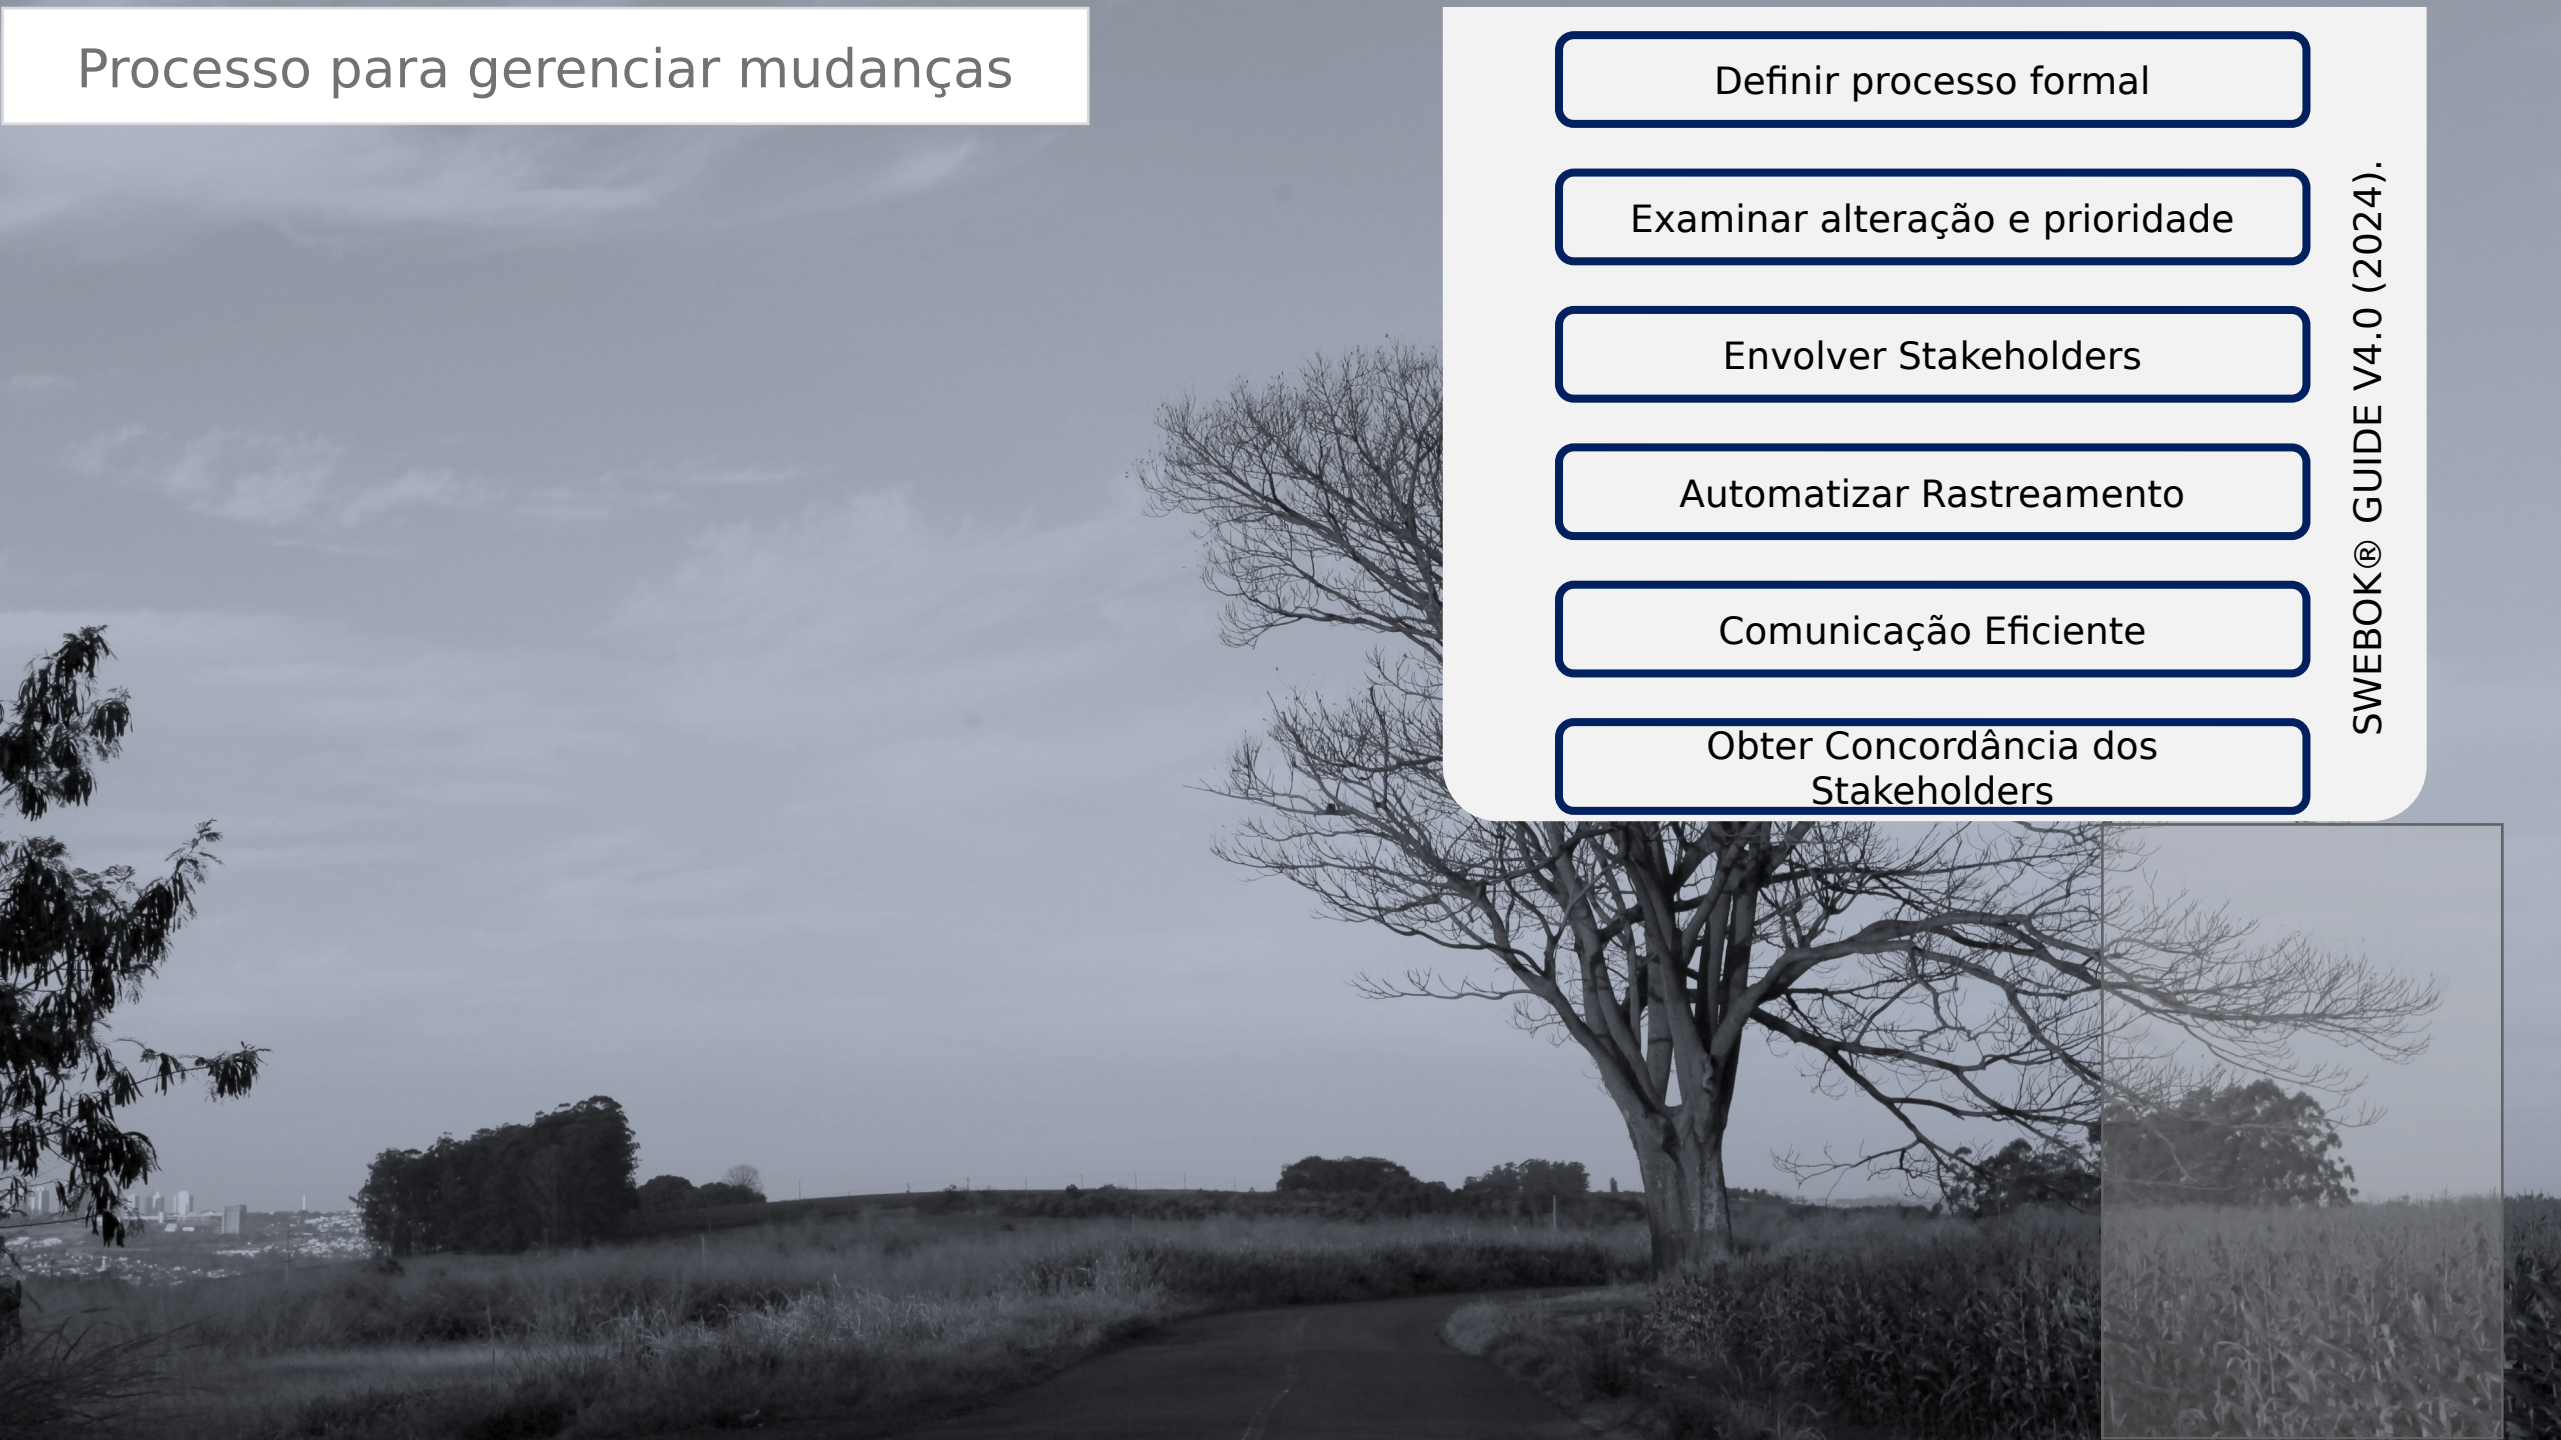 Processo para gerenciar mudanças
Definir processo formal
Examinar alteração e prioridade
Envolver Stakeholders
Automatizar Rastreamento
Comunicação Eficiente
Obter Concordância dos
Stakeholders
SWEBOK® GUIDE V4.0 (2024).